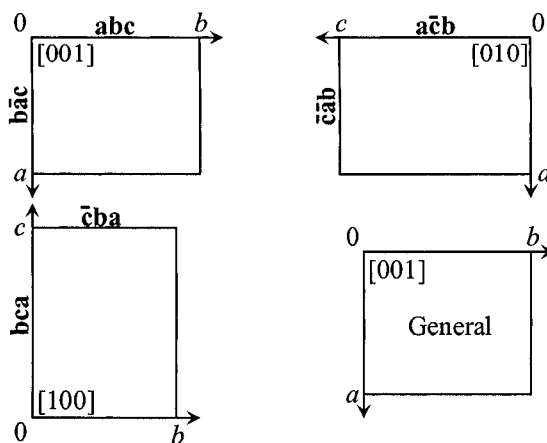 0 abc b
[001]
bāc
a
c ac̄b 0
[010]
c̄āb
a
c c̄ba
bca
[100]
0 b
0 b
[001]
General
a